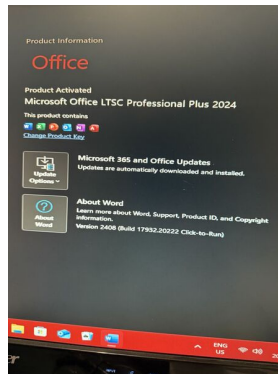 Product Information
Office
Product Activated
Microsoft Office LTSC Professional Plus 2024
This product contains
Change Product Key
Update
Options
Microsoft 365 and Office Updates
Updates are automatically downloaded and installed.
About
Word
About Word
Learn more about Word, Support, Product ID, and Copyright
information.
Version 2408 (Build 17932.20222 Click-to-Run)
ENG
US